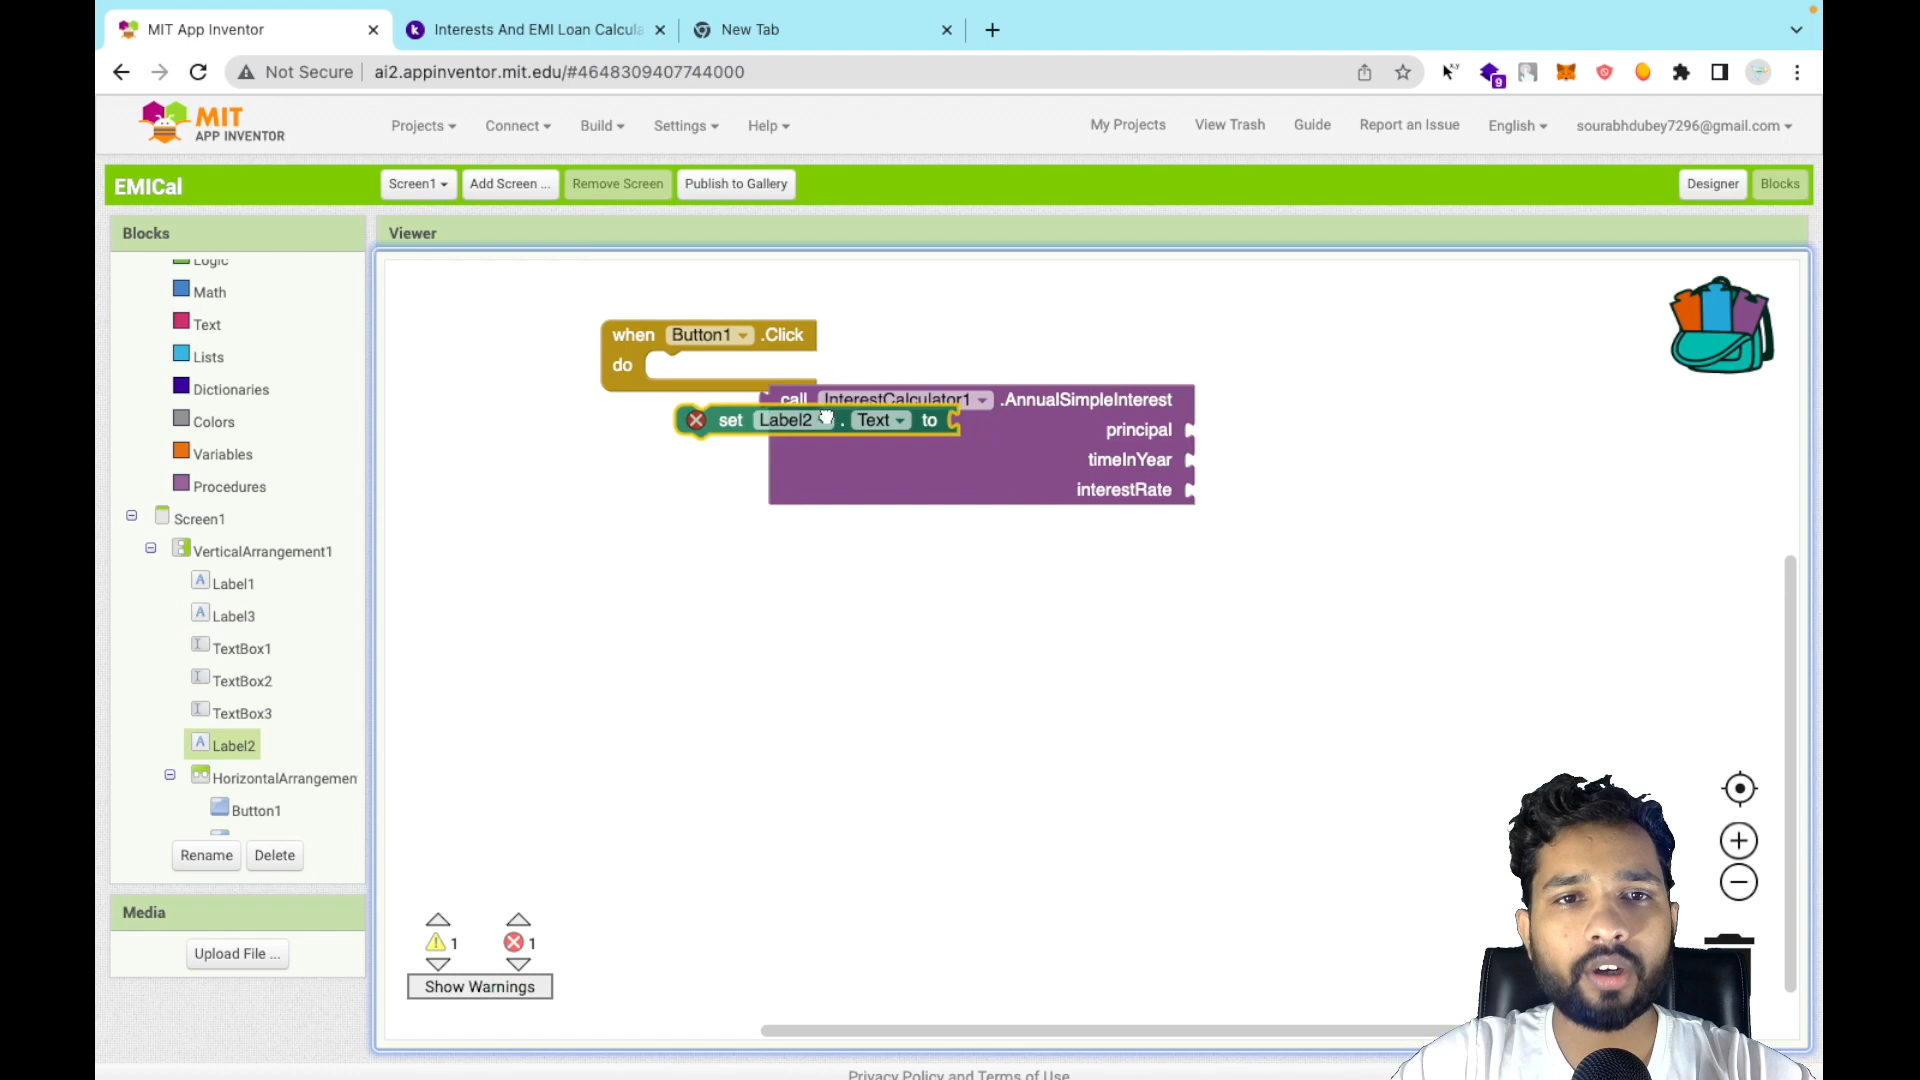 MIT App Inventor
Interests And EMI Loan Calcula
New Tab
Not Secure
ai2.appinventor.mit.edu/#4648309407744000
9
MIT
APP INVENTOR
Projects
Connect
Build
Settings
Help
My Projects
View Trash
Guide
Report an Issue
English
sourabhdubey7296@gmail.com
EMICal
Screen1
Add Screen ...
Remove Screen
Publish to Gallery
Designer
Blocks
Blocks
Viewer
Logic
Math
Text
Lists
Dictionaries
Colors
Variables
Procedures
Screen1
VerticalArrangement1
Label1
Label3
TextBox1
TextBox2
TextBox3
Label2
HorizontalArrangemen
Button1
Rename
Delete
Media
Upload File ...
when Button1 .Click
do
call InterestCalculator1 .AnnualSimpleInterest
set Label2 . Text to
principal
timeInYear
interestRate
1
1
Show Warnings
Privacy Policy and Terms of Use